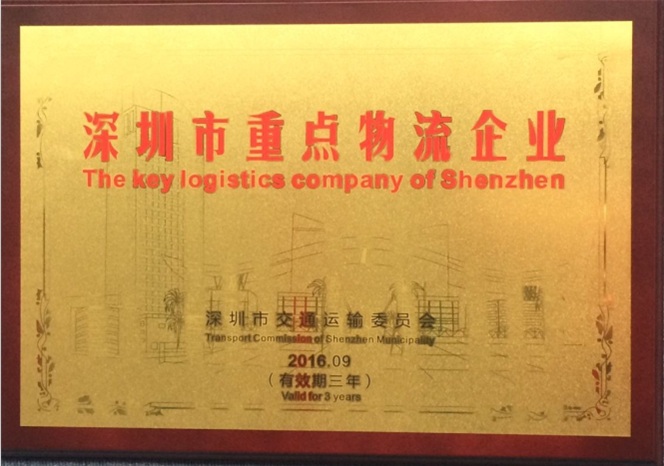 深圳市重点物流企业
The key logistics company of Shenzhen
深圳市交通运输委员会
Transport Commission of Shenzhen Municipality
2016.09
（有效期三年）
Valid for 3 years